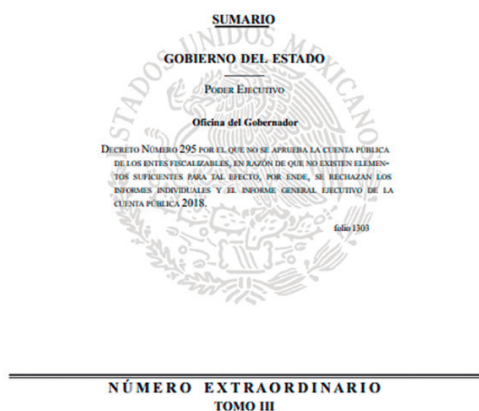 SUMARIO
ESTADOS UNIDOS MEXICANOS
GOBIERNO DEL ESTADO
PODER EJECUTIVO
Oficina del Gobernador
DECRETO NÚMERO 295 POR EL QUE NO SE APRUEBA LA CUENTA PÚBLICA
DE LOS ENTES FISCALIZABLES, EN RAZÓN DE QUE NO EXISTEN ELEMEN-
TOS SUFICIENTES PARA TAL EFECTO, POR ENDE, SE RECHAZAN LOS
INFORMES INDIVIDUALES Y EL INFORME GENERAL EJECUTIVO DE LA
CUENTA PÚBLICA 2018.
folio 1303
NÚMERO EXTRAORDINARIO
TOMO III